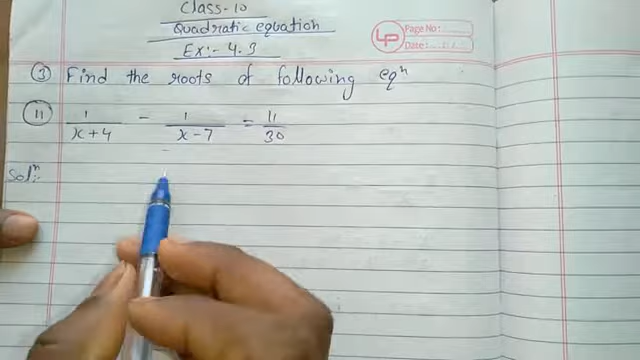 Class-10
Quadratic equation
Ex:- 4.3
LP
Page No:
Date:
③ Find the roots of following eqⁿ
(ii) 1/(x+4) - 1/(x-7) = 11/30
Solⁿ: